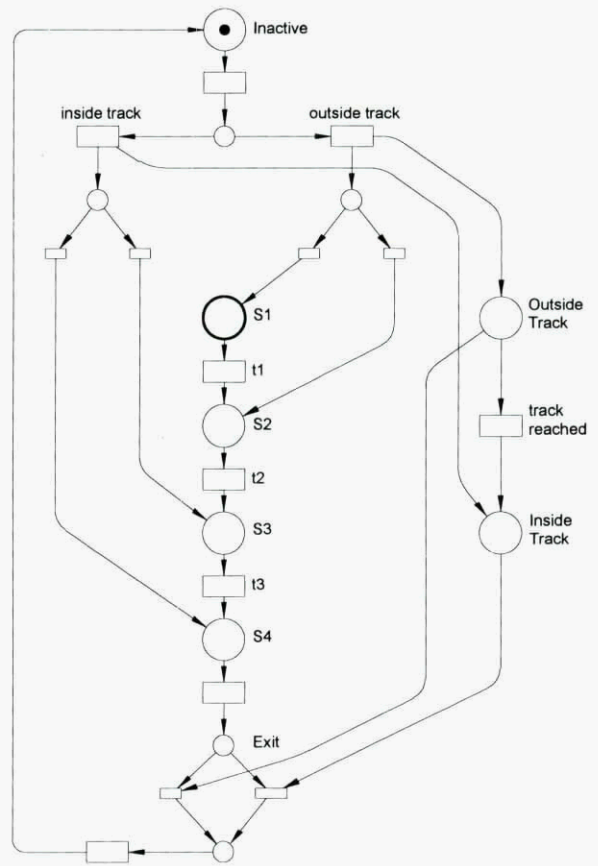 Inactive
inside track
outside track
S1
Outside
Track
t1
track
reached
S2
t2
S3
Inside
Track
t3
S4
Exit